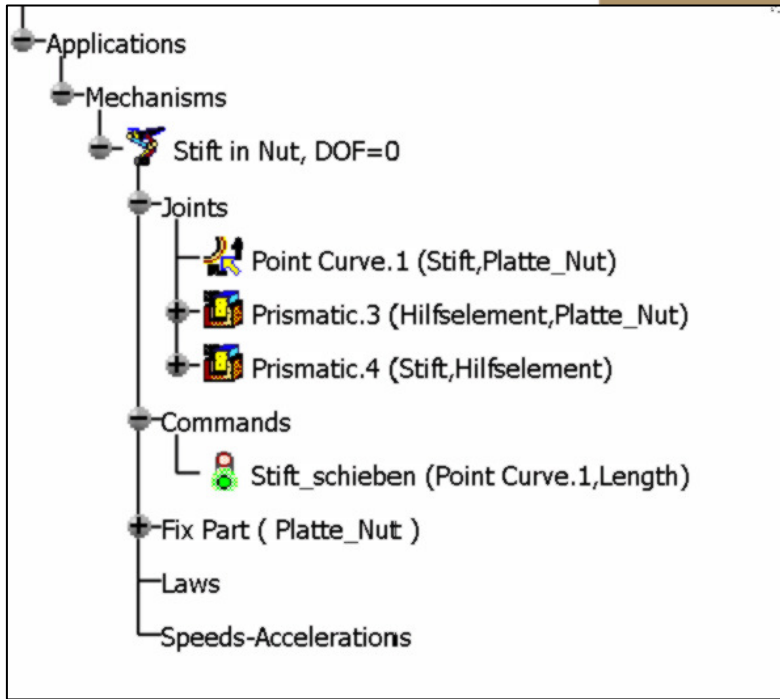 Applications
Mechanisms
Stift in Nut, DOF=0
Joints
Point Curve.1 (Stift,Platte_Nut)
Prismatic.3 (Hilfselement,Platte_Nut)
Prismatic.4 (Stift,Hilfselement)
Commands
Stift_schieben (Point Curve.1,Length)
Fix Part ( Platte_Nut )
Laws
Speeds-Accelerations